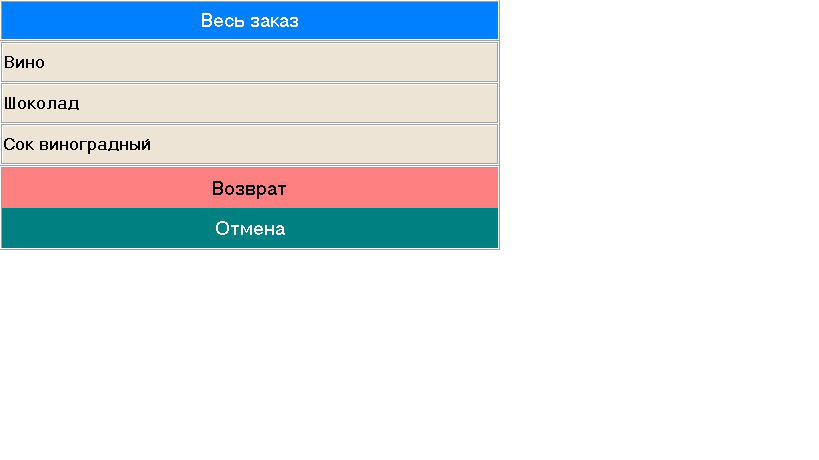 Весь заказ
Вино
Шоколад
Сок виноградный
Возврат
Отмена